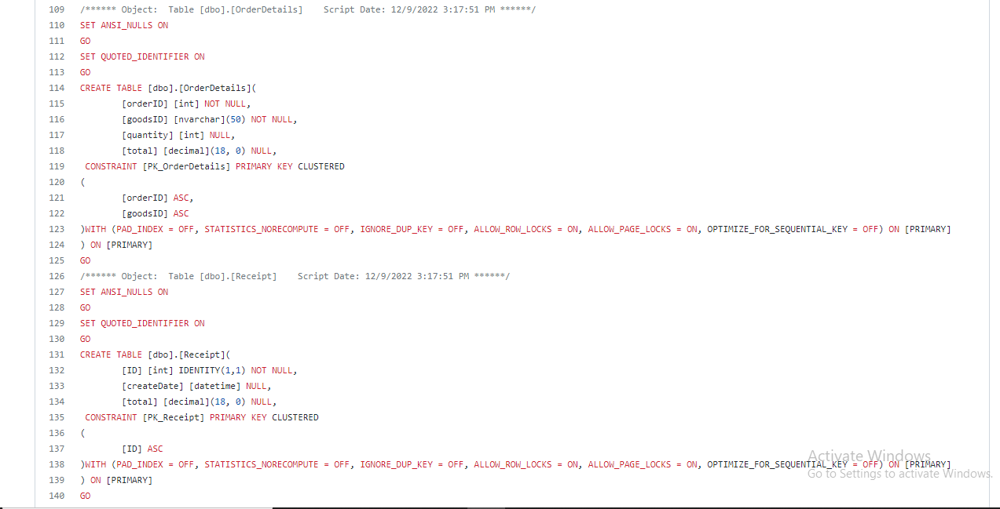 109 /****** Object:  Table [dbo].[OrderDetails]    Script Date: 12/9/2022 3:17:51 PM ******/
110 SET ANSI_NULLS ON
111 GO
112 SET QUOTED_IDENTIFIER ON
113 GO
114 CREATE TABLE [dbo].[OrderDetails](
115         [orderID] [int] NOT NULL,
116         [goodsID] [nvarchar](50) NOT NULL,
117         [quantity] [int] NULL,
118         [total] [decimal](18, 0) NULL,
119  CONSTRAINT [PK_OrderDetails] PRIMARY KEY CLUSTERED
120 (
121         [orderID] ASC,
122         [goodsID] ASC
123 )WITH (PAD_INDEX = OFF, STATISTICS_NORECOMPUTE = OFF, IGNORE_DUP_KEY = OFF, ALLOW_ROW_LOCKS = ON, ALLOW_PAGE_LOCKS = ON, OPTIMIZE_FOR_SEQUENTIAL_KEY = OFF) ON [PRIMARY]
124 ) ON [PRIMARY]
125 GO
126 /****** Object:  Table [dbo].[Receipt]    Script Date: 12/9/2022 3:17:51 PM ******/
127 SET ANSI_NULLS ON
128 GO
129 SET QUOTED_IDENTIFIER ON
130 GO
131 CREATE TABLE [dbo].[Receipt](
132         [ID] [int] IDENTITY(1,1) NOT NULL,
133         [createDate] [datetime] NULL,
134         [total] [decimal](18, 0) NULL,
135  CONSTRAINT [PK_Receipt] PRIMARY KEY CLUSTERED
136 (
137         [ID] ASC
138 )WITH (PAD_INDEX = OFF, STATISTICS_NORECOMPUTE = OFF, IGNORE_DUP_KEY = OFF, ALLOW_ROW_LOCKS = ON, ALLOW_PAGE_LOCKS = ON, OPTIMIZE_FOR_SEQUENTIAL_KEY = OFF) ON [PRIMARY]
139 ) ON [PRIMARY]
140 GO
Activate Windows
Go to Settings to activate Windows.